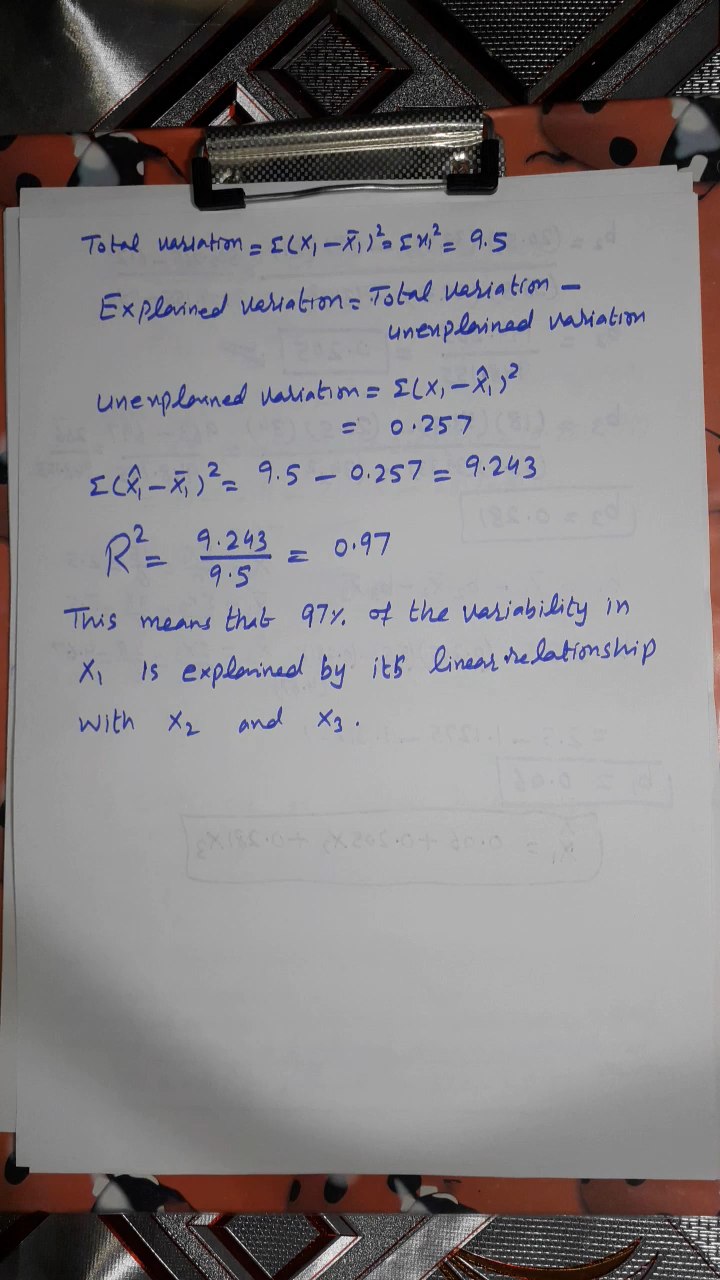 Total variation = Σ(X₁ – X̄₁)² = Σx₁² = 9.5
Explained variation = Total variation –
unexplained variation
unexplained variation = Σ(X₁ – X̂₁)²
= 0.257
Σ(X̂₁ – X̄₁)² = 9.5 – 0.257 = 9.243
R² = 9.243 / 9.5 = 0.97
This means that 97% of the variability in
X₁ is explained by its linear relationship
with X₂ and X₃.